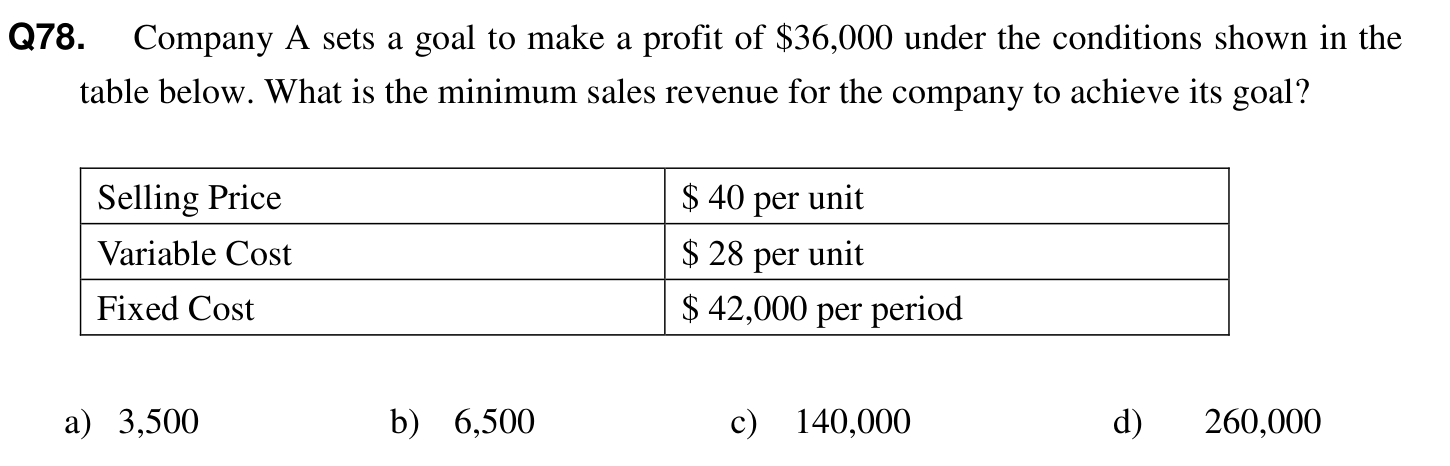 Q78. Company A sets a goal to make a profit of $36,000 under the conditions shown in the
table below. What is the minimum sales revenue for the company to achieve its goal?
Selling Price $ 40 per unit
Variable Cost $ 28 per unit
Fixed Cost $ 42,000 per period
a) 3,500 b) 6,500 c) 140,000 d) 260,000